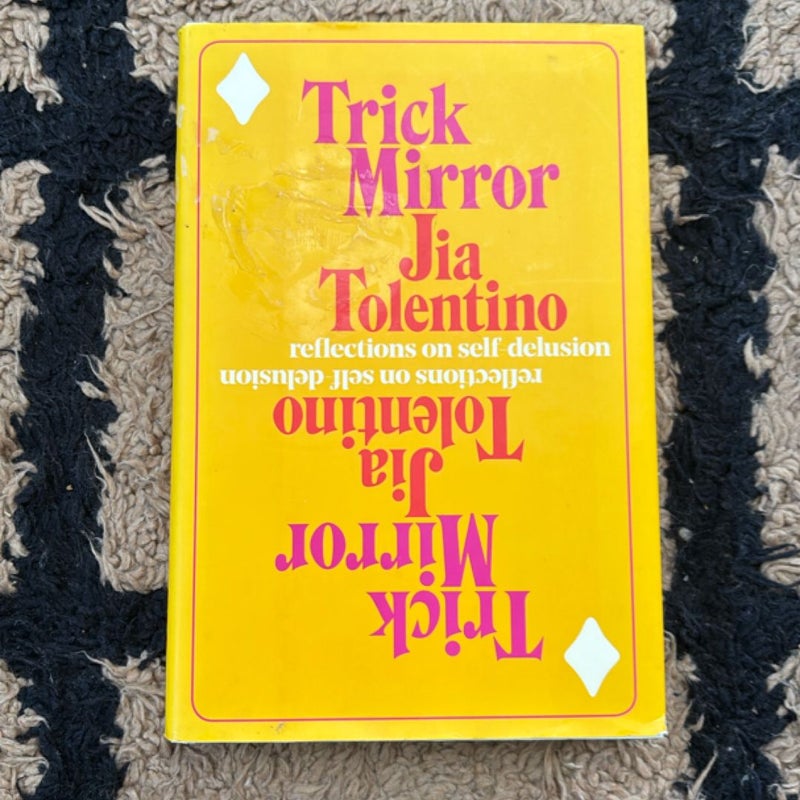 Trick
Mirror
Jia
Tolentino
reflections on self-delusion
reflections on self-delusion
Tolentino
Jia
Mirror
Trick